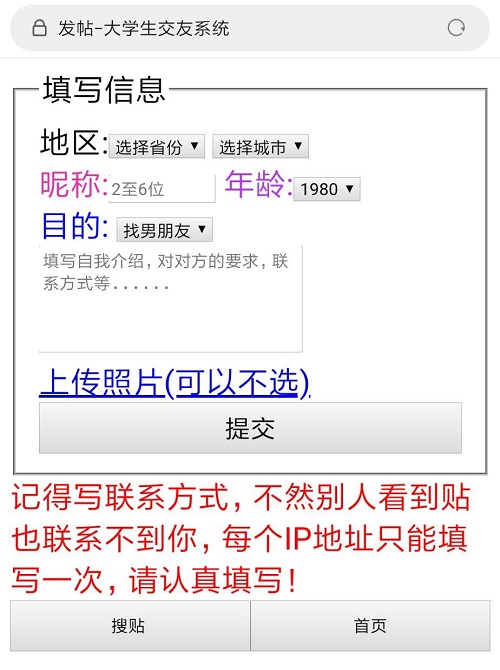 发帖-大学生交友系统
填写信息
地区: 选择省份 ▼ 选择城市 ▼
昵称: 2至6位 年龄: 1980 ▼
目的: 找男朋友 ▼
填写自我介绍，对对方的要求，联
系方式等......
上传照片(可以不选)
提交
记得写联系方式，不然别人看到贴
也联系不到你，每个IP地址只能填
写一次，请认真填写！
搜贴 首页